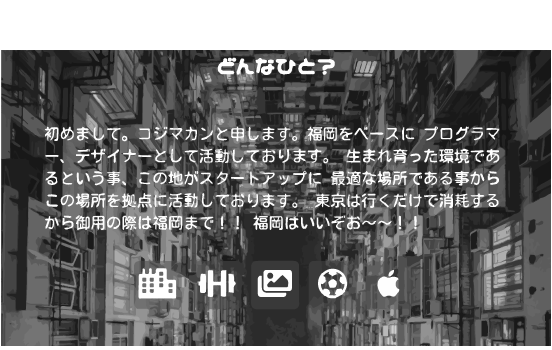 どんなひと？
初めまして。コジマカンと申します。福岡をベースに プログラマ
ー、デザイナーとして活動しております。 生まれ育った環境であ
るという事、この地がスタートアップに 最適な場所である事から
この場所を拠点に活動しております。 東京は行くだけで消耗する
から御用の際は福岡まで！！ 福岡はいいぞお〜〜！！